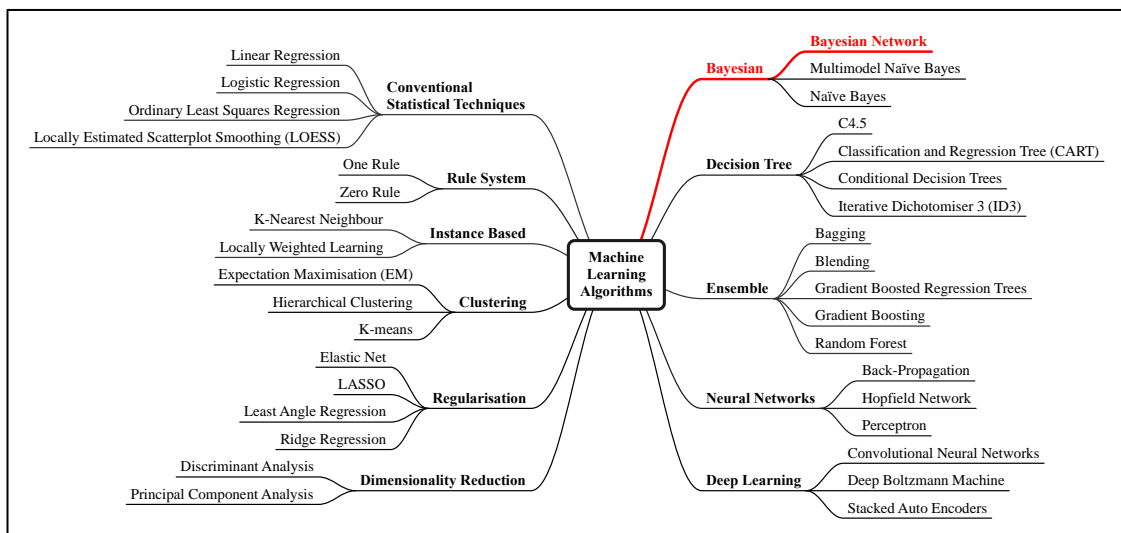 Machine
Learning
Algorithms
Conventional
Statistical Techniques
Linear Regression
Logistic Regression
Ordinary Least Squares Regression
Locally Estimated Scatterplot Smoothing (LOESS)
Rule System
One Rule
Zero Rule
Instance Based
K-Nearest Neighbour
Locally Weighted Learning
Clustering
Expectation Maximisation (EM)
Hierarchical Clustering
K-means
Regularisation
Elastic Net
LASSO
Least Angle Regression
Ridge Regression
Dimensionality Reduction
Discriminant Analysis
Principal Component Analysis
Bayesian
Bayesian Network
Multimodel Naïve Bayes
Naïve Bayes
Decision Tree
C4.5
Classification and Regression Tree (CART)
Conditional Decision Trees
Iterative Dichotomiser 3 (ID3)
Ensemble
Bagging
Blending
Gradient Boosted Regression Trees
Gradient Boosting
Random Forest
Neural Networks
Back-Propagation
Hopfield Network
Perceptron
Deep Learning
Convolutional Neural Networks
Deep Boltzmann Machine
Stacked Auto Encoders